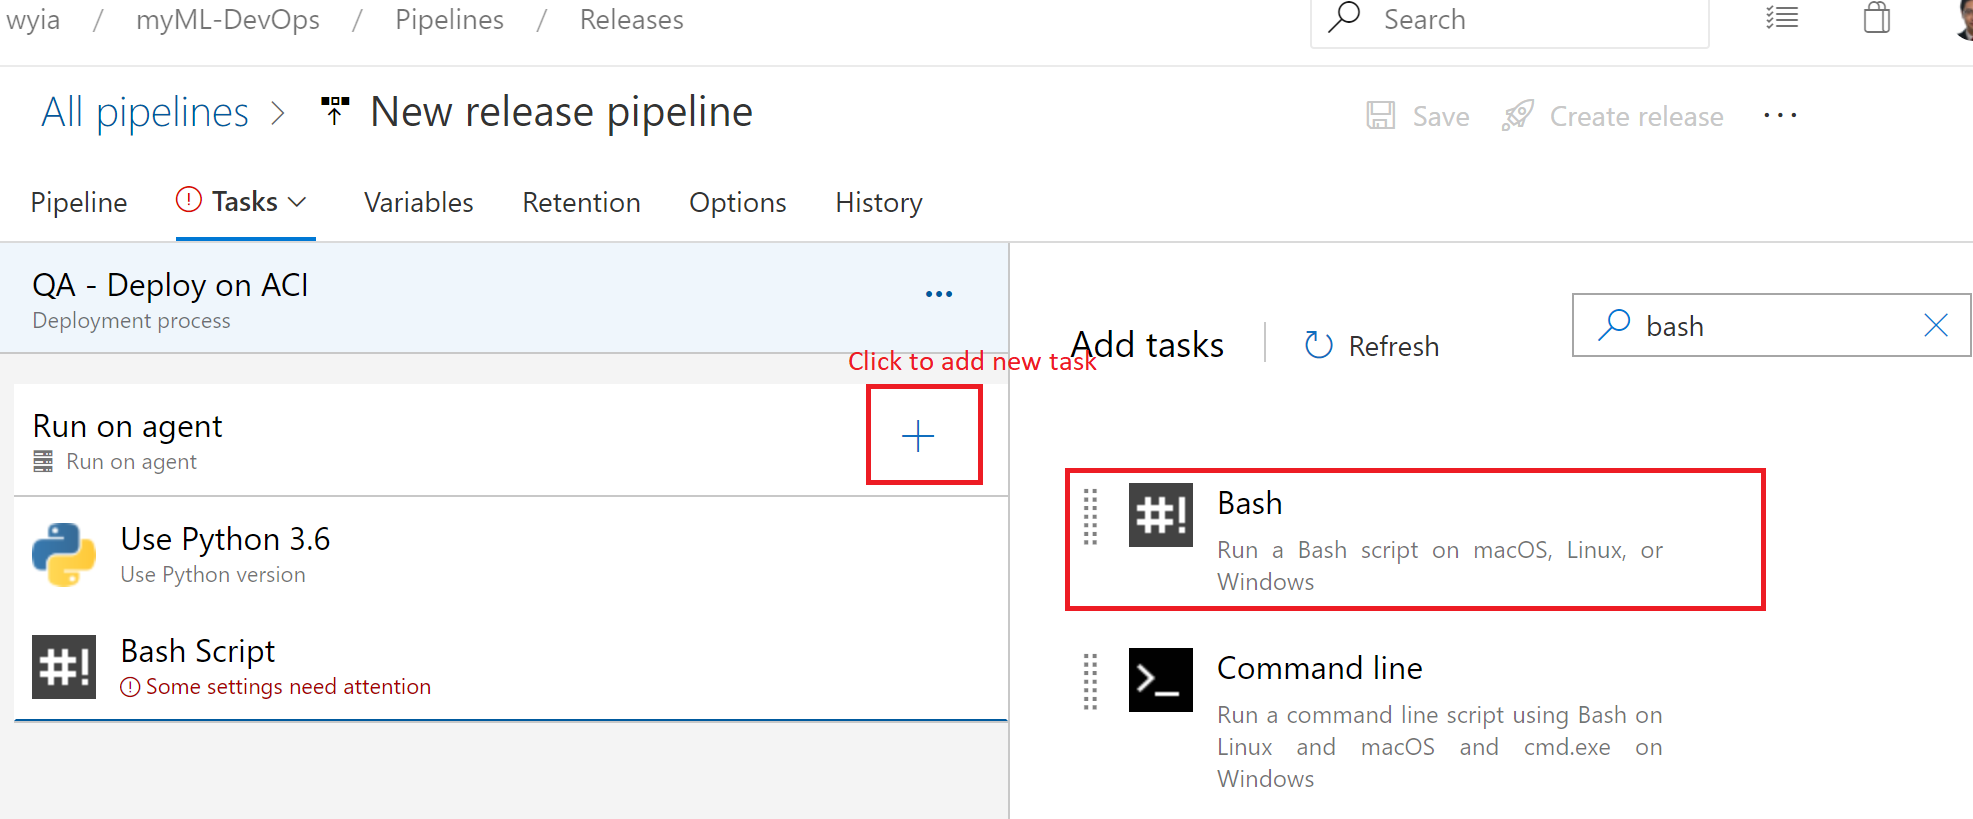 wyia / myML-DevOps / Pipelines / Releases
Search
All pipelines > New release pipeline
Save
Create release
...
Pipeline
Tasks
Variables
Retention
Options
History
QA - Deploy on ACI
Deployment process
...
Click to add new task
Run on agent
Run on agent
Use Python 3.6
Use Python version
#!
Bash Script
Some settings need attention
Add tasks
Refresh
bash
#!
Bash
Run a Bash script on macOS, Linux, or
Windows
>_
Command line
Run a command line script using Bash on
Linux and macOS and cmd.exe on
Windows